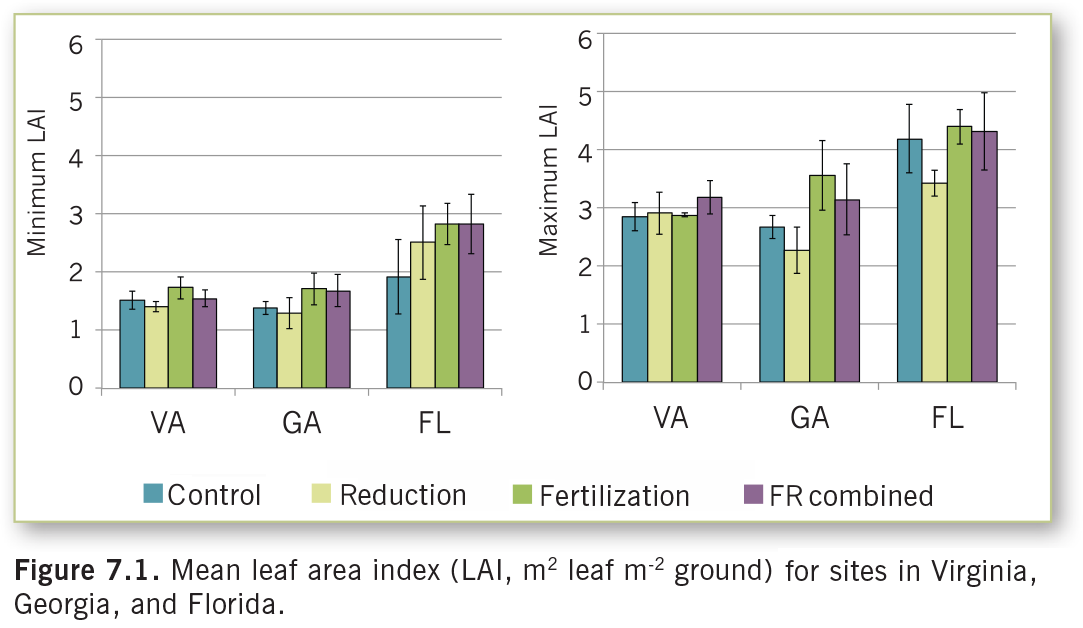 Minimum LAI
6
5
4
3
2
1
0
VA GA FL
Maximum LAI
6
5
4
3
2
1
0
VA GA FL
Control Reduction Fertilization FR combined
Figure 7.1. Mean leaf area index (LAI, m² leaf m⁻² ground) for sites in Virginia,
Georgia, and Florida.